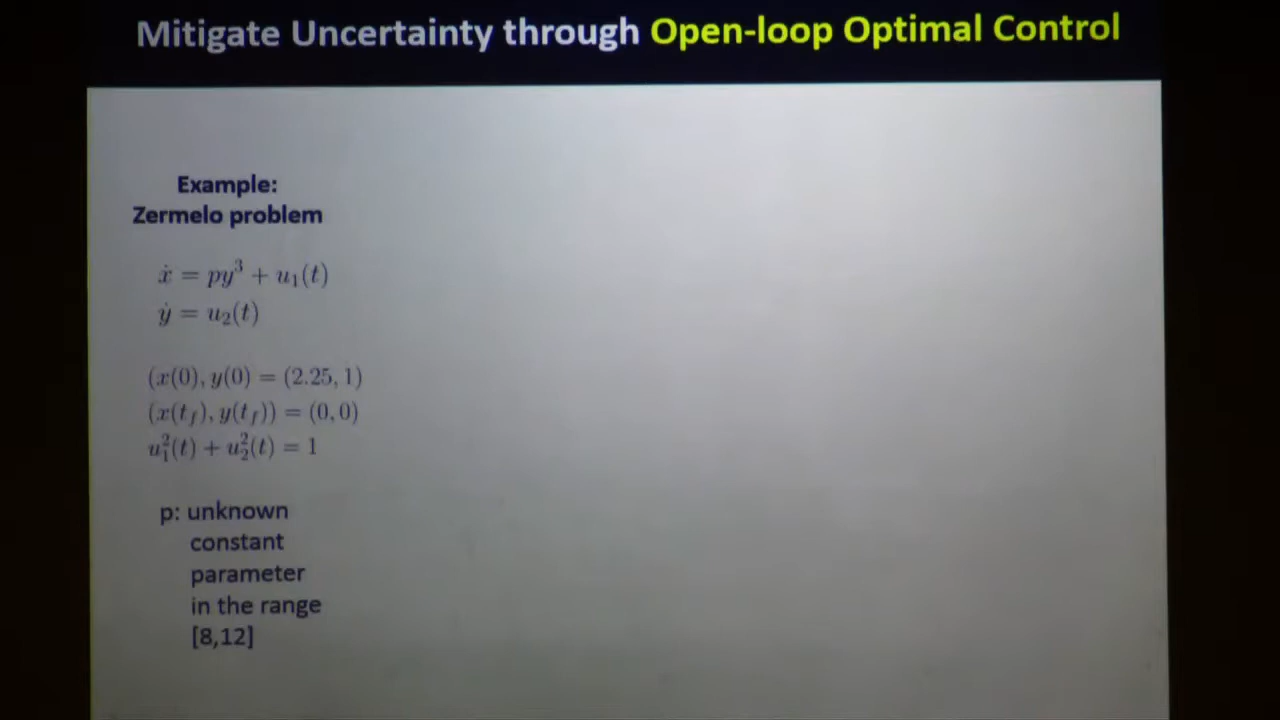 Mitigate Uncertainty through Open-loop Optimal Control
Example:
Zermelo problem
ẋ = py³ + u₁(t)
ẏ = u₂(t)
(x(0), y(0) = (2.25, 1)
(x(t_f), y(t_f)) = (0, 0)
u₁²(t) + u₂²(t) = 1
p: unknown
constant
parameter
in the range
[8,12]